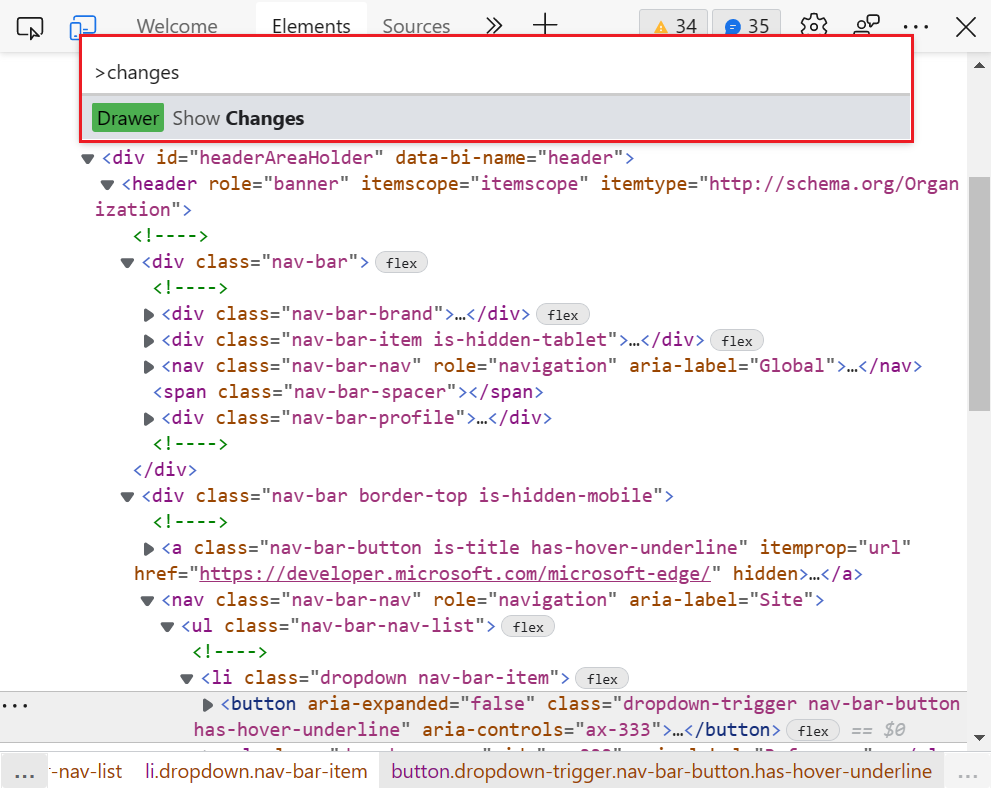 Welcome Elements Sources 34 35
>changes
Drawer Show Changes
<div id="headerAreaHolder" data-bi-name="header">
<header role="banner" itemscope="itemscope" itemtype="http://schema.org/Organ
ization">
<!---->
<div class="nav-bar"> flex
<!---->
<div class="nav-bar-brand">…</div> flex
<div class="nav-bar-item is-hidden-tablet">…</div> flex
<nav class="nav-bar-nav" role="navigation" aria-label="Global">…</nav>
<span class="nav-bar-spacer"></span>
<div class="nav-bar-profile">…</div>
<!---->
</div>
<div class="nav-bar border-top is-hidden-mobile">
<!---->
<a class="nav-bar-button is-title has-hover-underline" itemprop="url"
href="https://developer.microsoft.com/microsoft-edge/" hidden>…</a>
<nav class="nav-bar-nav" role="navigation" aria-label="Site">
<ul class="nav-bar-nav-list"> flex
<!---->
<li class="dropdown nav-bar-item"> flex
<button aria-expanded="false" class="dropdown-trigger nav-bar-button
has-hover-underline" aria-controls="ax-333">…</button> flex == $0
… -nav-list li.dropdown.nav-bar-item button.dropdown-trigger.nav-bar-button.has-hover-underline …